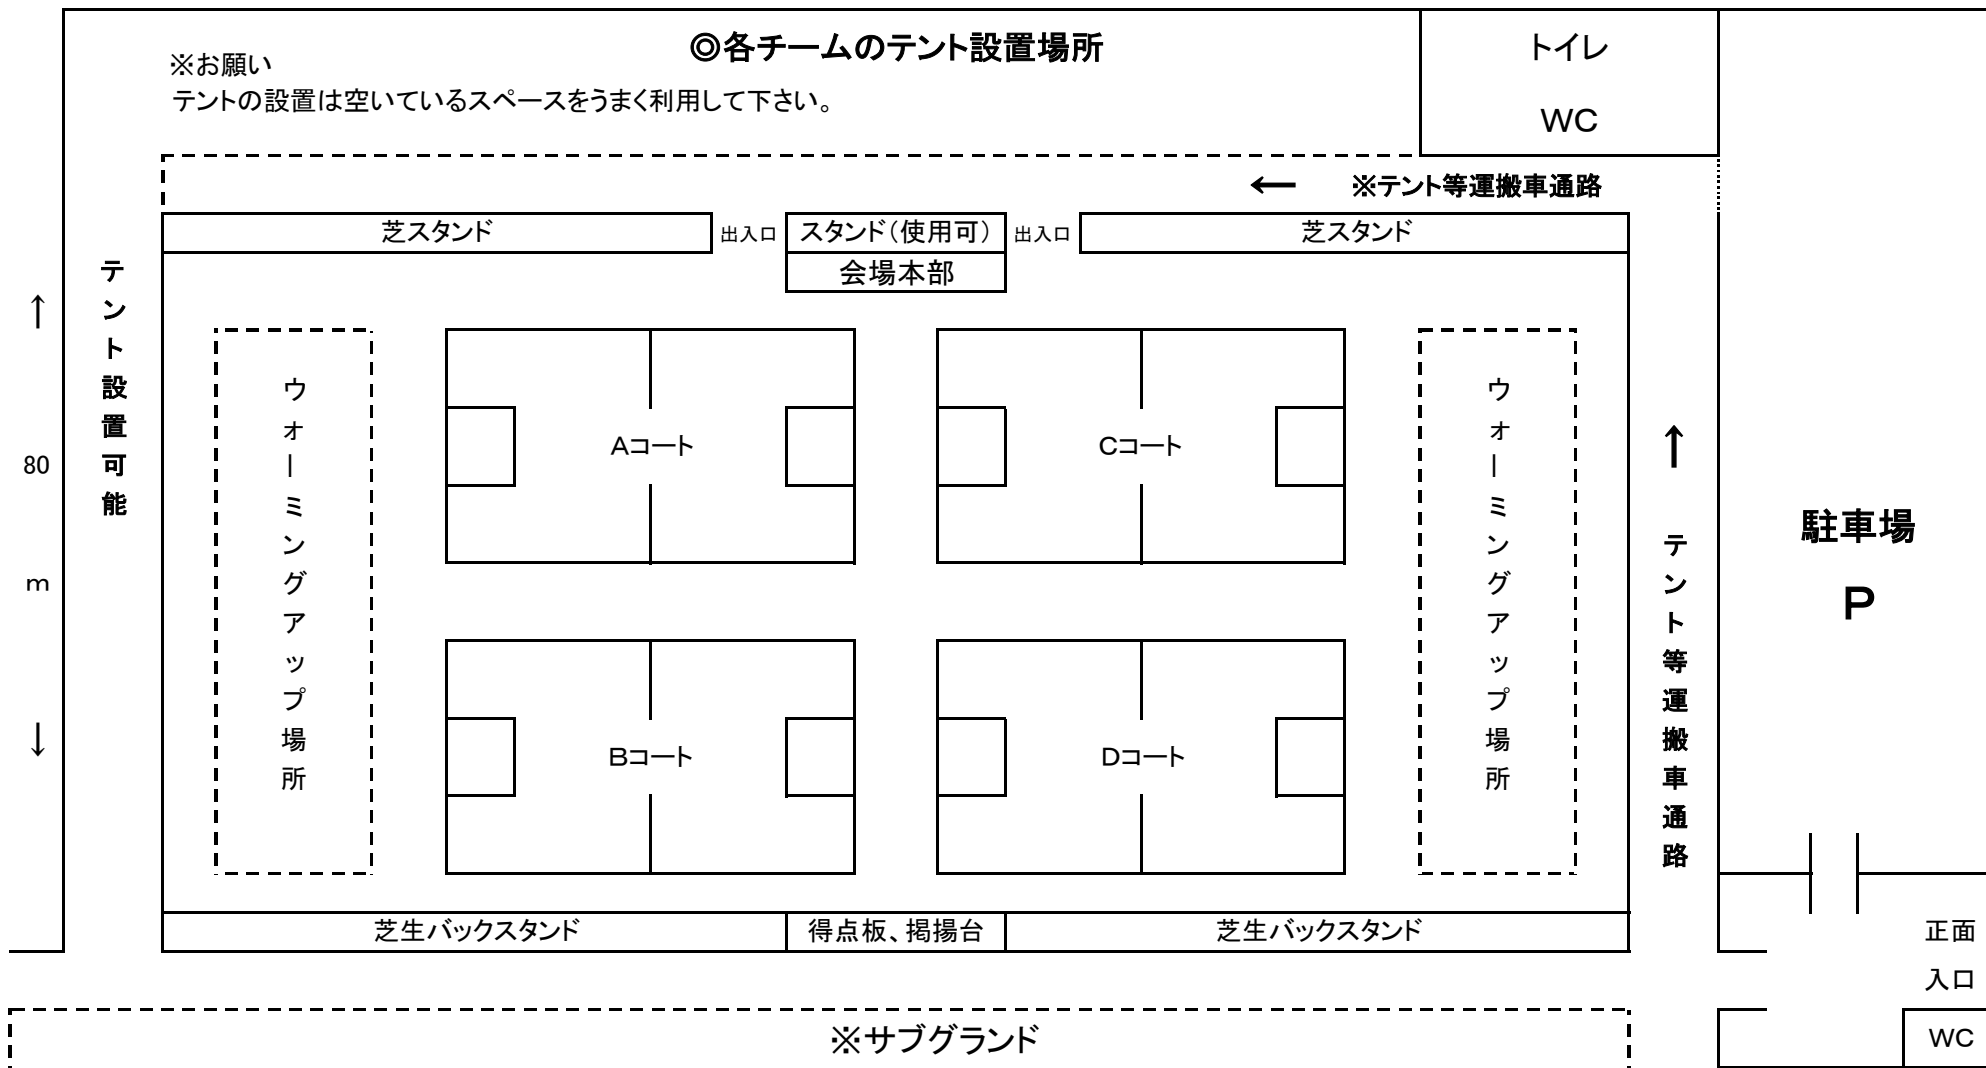 ◎各チームのテント設置場所
※お願い
テントの設置は空いているスペースをうまく利用して下さい。
トイレ
WC
← ※テント等運搬車通路
芝スタンド
出入口
スタンド（使用可）
出入口
芝スタンド
会場本部
↑
80
m
↓
テント設置可能
ウォーミングアップ場所
Aコート
Cコート
Bコート
Dコート
ウォーミングアップ場所
↑
テント等運搬車通路
駐車場
P
芝生バックスタンド
得点板、掲揚台
芝生バックスタンド
正面
入口
WC
※サブグランド